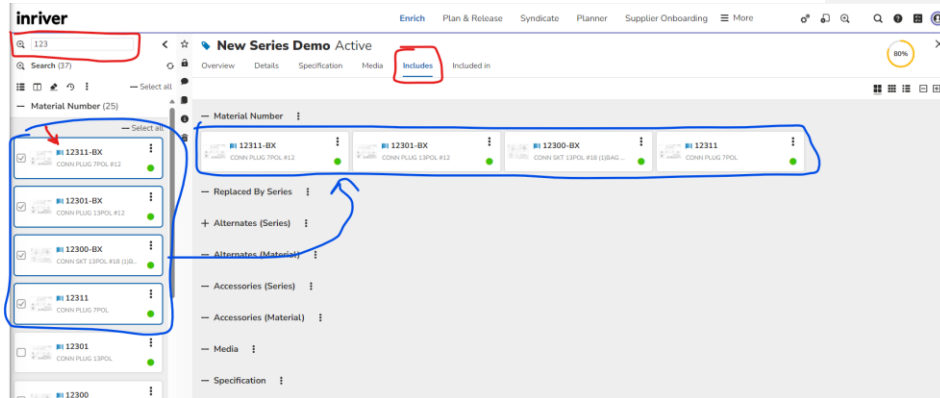 inriver
Enrich Plan & Release Syndicate Planner Supplier Onboarding More
123
New Series Demo Active
80%
Search (37)
Overview Details Specification Media Includes Included in
Select all
Material Number (25)
Select all
12311-BX
CONN PLUG 7POL #12
12301-BX
CONN PLUG 13POL #12
12300-BX
CONN SKT 13POL #18 (1)B...
12311
CONN PLUG 7POL
12301
CONN PLUG 13POL
12300
Material Number
12311-BX
CONN PLUG 7POL #12
12301-BX
CONN PLUG 13POL #12
12300-BX
CONN SKT 13POL #18 (1)BAG ...
12311
CONN PLUG 7POL
Replaced By Series
Alternates (Series)
Alternates (Material)
Accessories (Series)
Accessories (Material)
Media
Specification